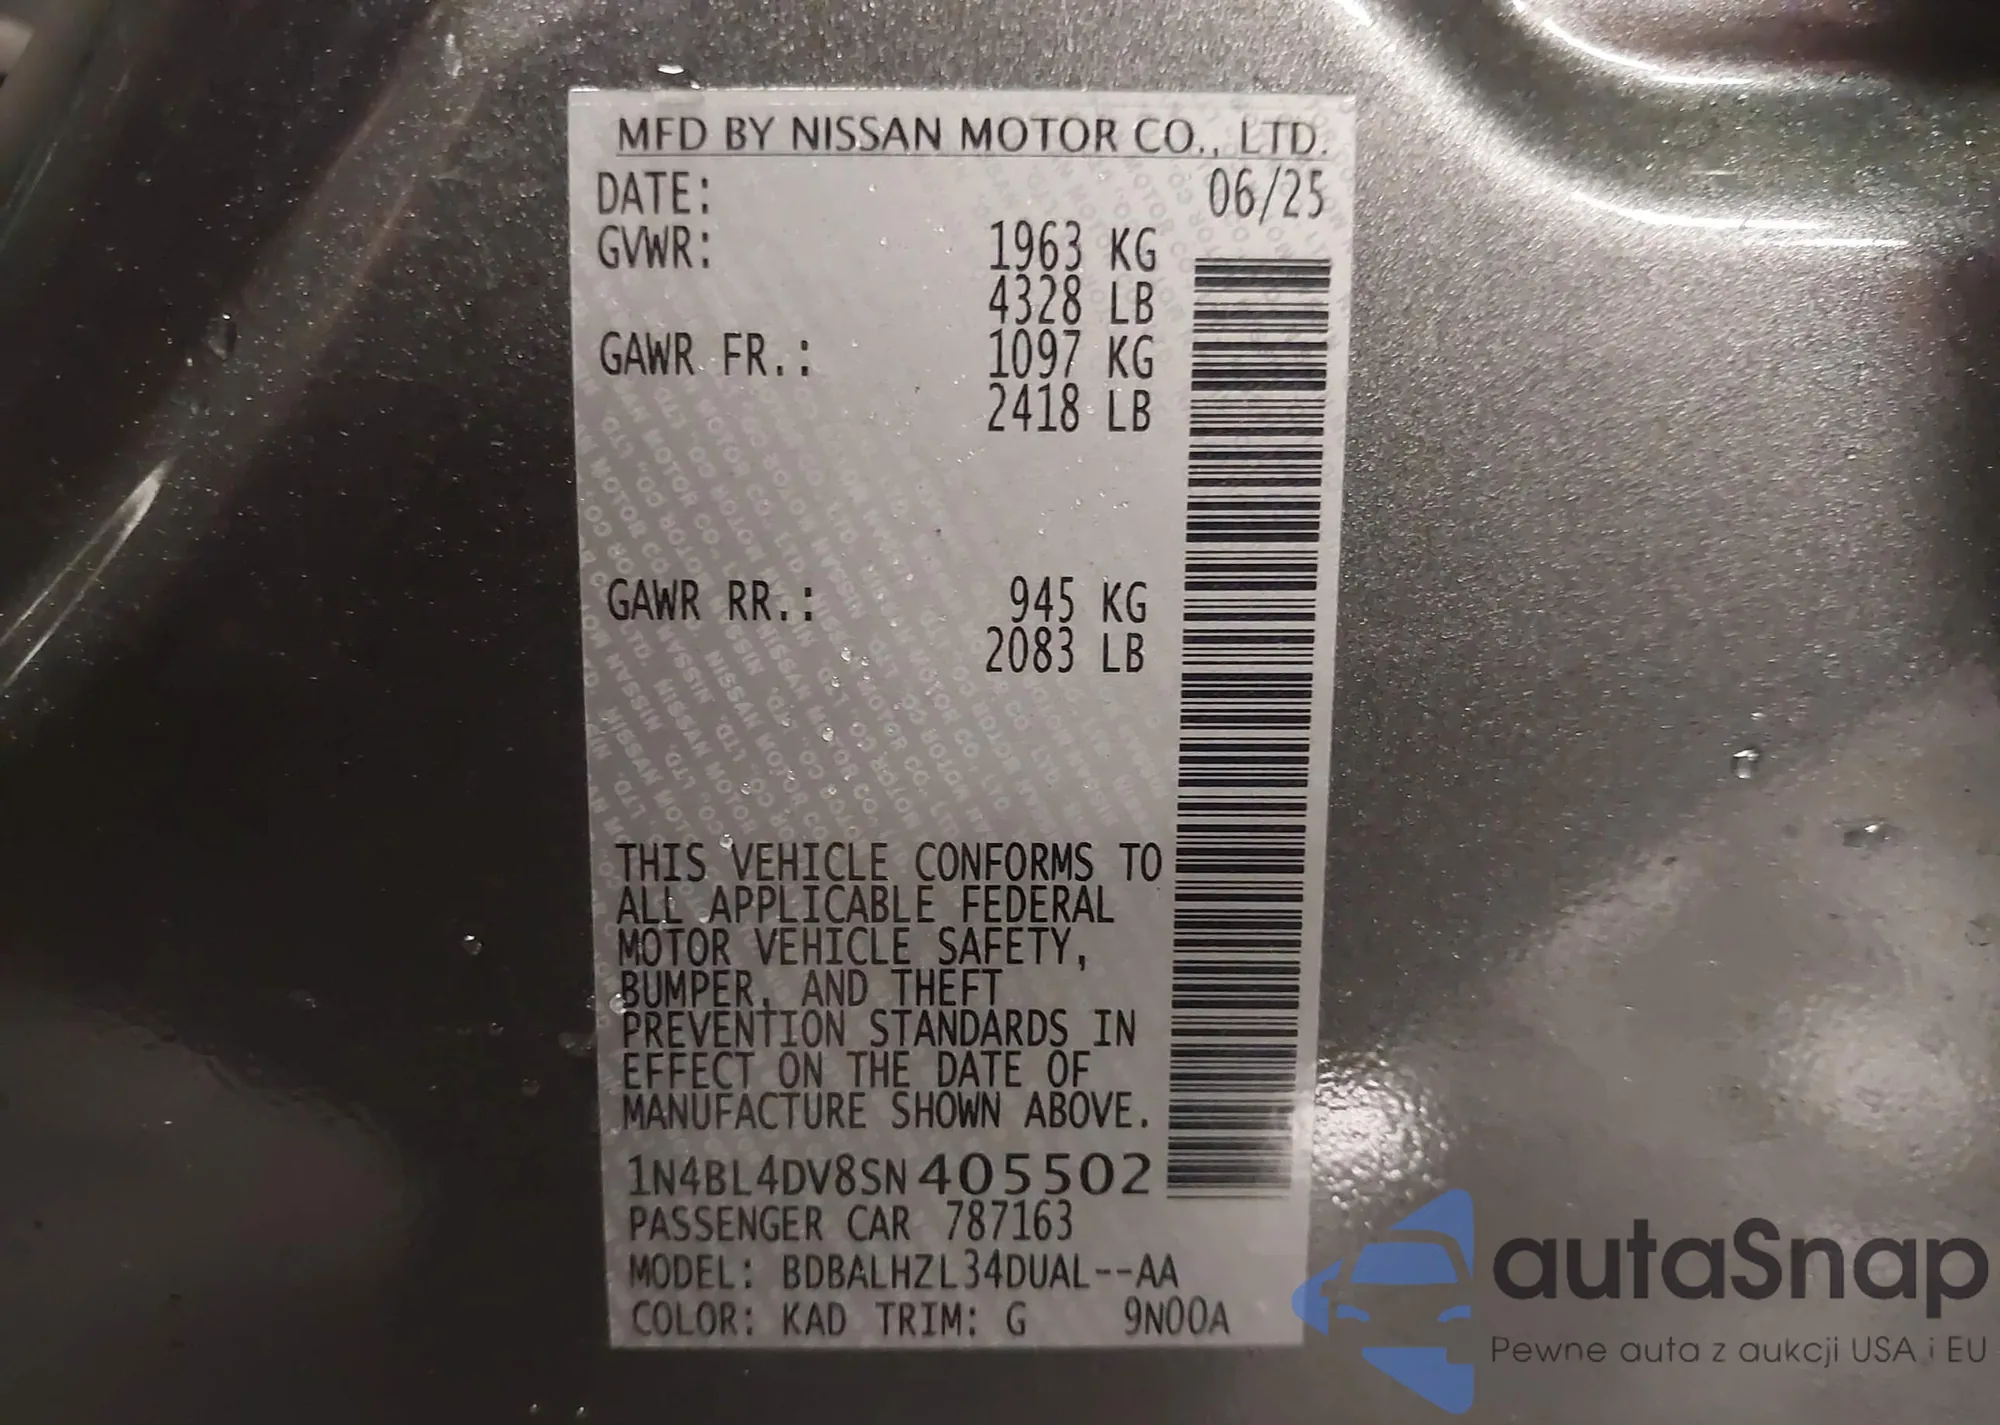 MFD BY NISSAN MOTOR CO., LTD.
DATE: 06/25
GVWR: 1963 KG
4328 LB
GAWR FR.: 1097 KG
2418 LB
GAWR RR.: 945 KG
2083 LB
THIS VEHICLE CONFORMS TO
ALL APPLICABLE FEDERAL
MOTOR VEHICLE SAFETY,
BUMPER, AND THEFT
PREVENTION STANDARDS IN
EFFECT ON THE DATE OF
MANUFACTURE SHOWN ABOVE.
1N4BL4DV8SN405502
PASSENGER CAR 787163
MODEL: BDBALHZL34DUAL--AA
COLOR: KAD TRIM: G 9N00A
autaSnap
Pewne auta z aukcji USA i EU